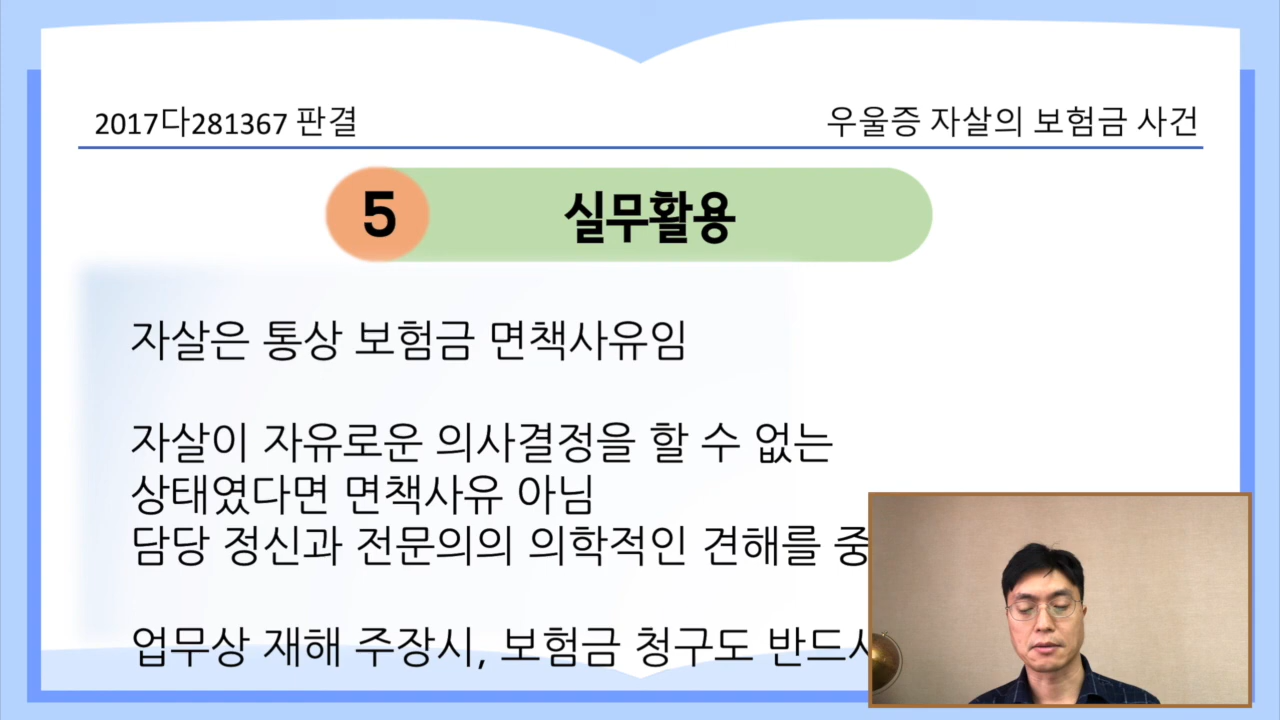 2017다281367 판결
우울증 자살의 보험금 사건
5
실무활용
자살은 통상 보험금 면책사유임
자살이 자유로운 의사결정을 할 수 없는
상태였다면 면책사유 아님
담당 정신과 전문의의 의학적인 견해를
업무상 재해 주장시, 보험금 청구도